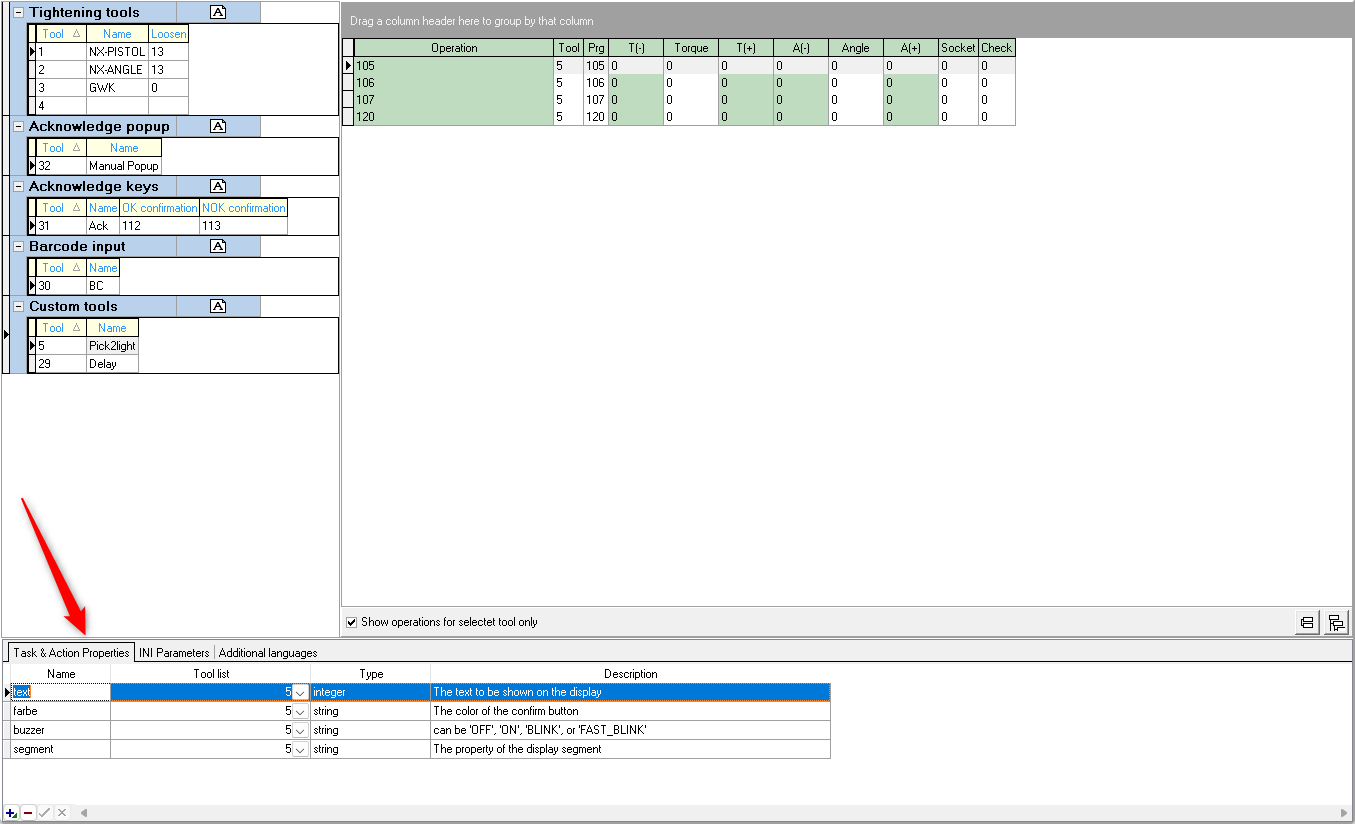 Tightening tools A
Tool Name Loosen
1 NX-PISTOL 13
2 NX-ANGLE 13
3 GWK 0
4
Acknowledge popup A
Tool Name
32 Manual Popup
Acknowledge keys A
Tool Name OK confirmation NOK confirmation
31 Ack 112 113
Barcode input A
Tool Name
30 BC
Custom tools A
Tool Name
5 Pick2light
29 Delay
Drag a column header here to group by that column
Operation Tool Prg T(-) Torque T(+) A(-) Angle A(+) Socket Check
105 5 105 0 0 0 0 0 0 0 0
106 5 106 0 0 0 0 0 0 0 0
107 5 107 0 0 0 0 0 0 0 0
120 5 120 0 0 0 0 0 0 0 0
Show operations for selectet tool only
Task & Action Properties INI Parameters Additional languages
Name Tool list Type Description
text 5 integer The text to be shown on the display
farbe 5 string The color of the confirm button
buzzer 5 string can be 'OFF', 'ON', 'BLINK', or 'FAST_BLINK'
segment 5 string The property of the display segment